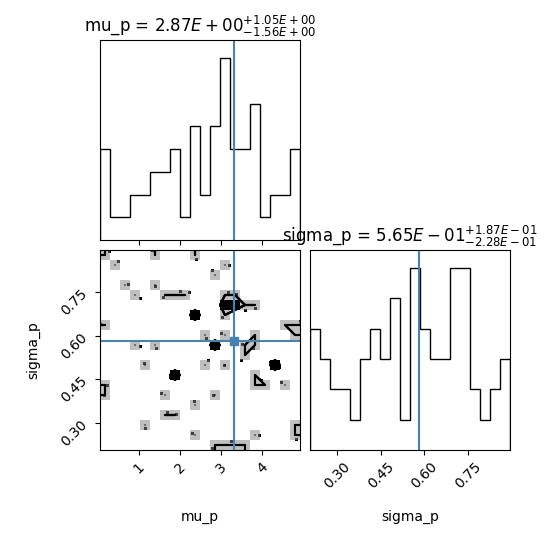 mu_p = 2.87E + 00+1.05E + 00 −1.56E + 00
sigma_p = 5.65E − 01+1.87E − 01 −2.28E − 01
sigma_p
0.75
0.60
0.45
0.30
1 2 3 4
0.30 0.45 0.60 0.75
mu_p
sigma_p